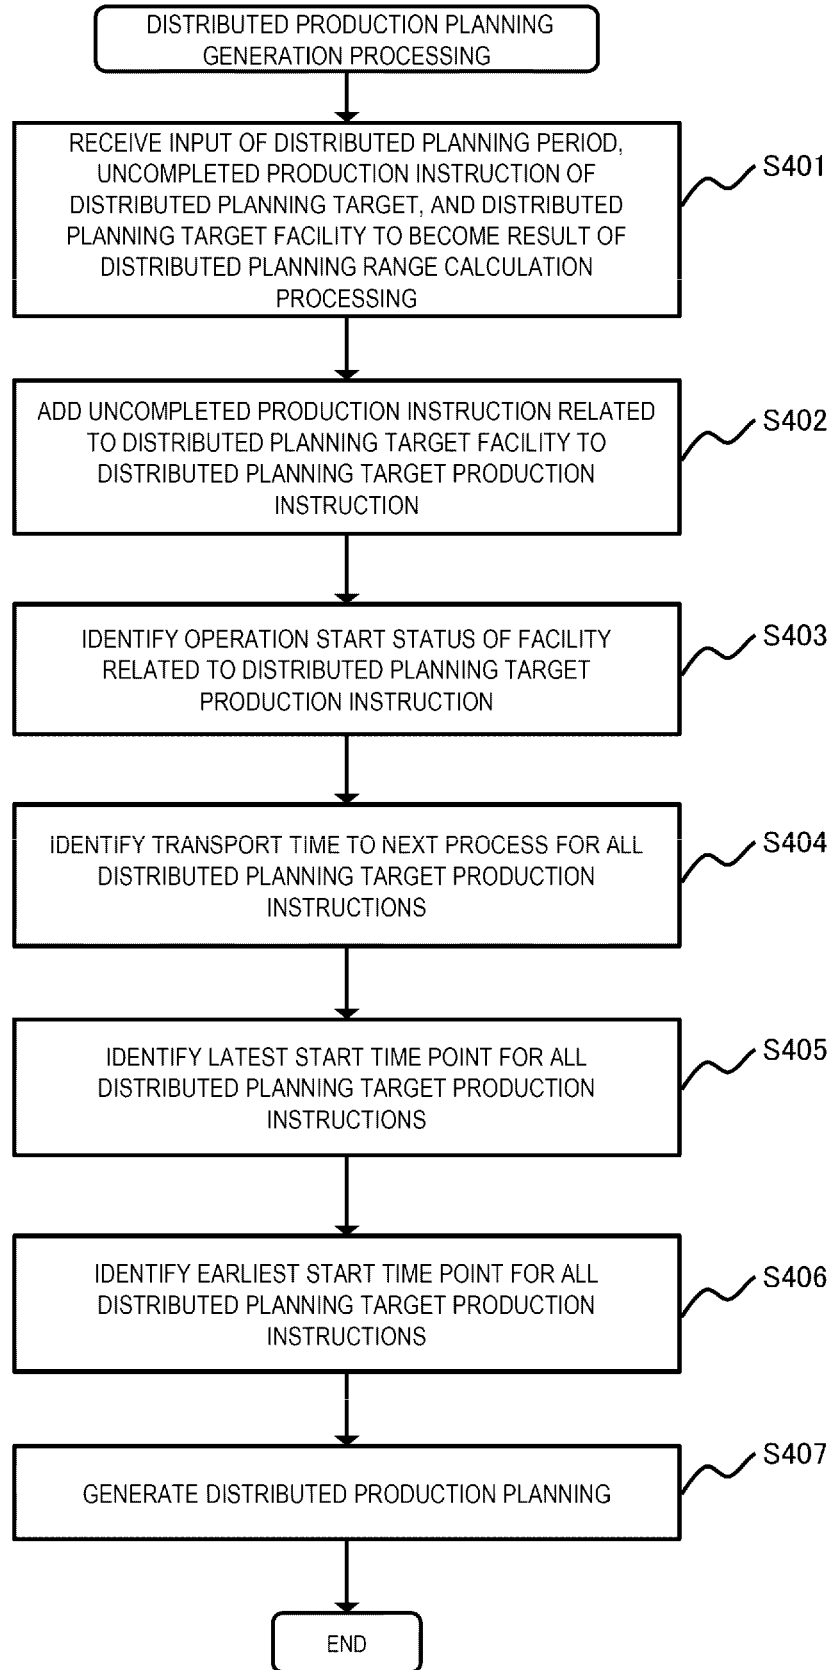 DISTRIBUTED PRODUCTION PLANNING
GENERATION PROCESSING
RECEIVE INPUT OF DISTRIBUTED PLANNING PERIOD,
UNCOMPLETED PRODUCTION INSTRUCTION OF
DISTRIBUTED PLANNING TARGET, AND DISTRIBUTED
PLANNING TARGET FACILITY TO BECOME RESULT OF
DISTRIBUTED PLANNING RANGE CALCULATION
PROCESSING
S401
ADD UNCOMPLETED PRODUCTION INSTRUCTION RELATED
TO DISTRIBUTED PLANNING TARGET FACILITY TO
DISTRIBUTED PLANNING TARGET PRODUCTION
INSTRUCTION
S402
IDENTIFY OPERATION START STATUS OF FACILITY
RELATED TO DISTRIBUTED PLANNING TARGET
PRODUCTION INSTRUCTION
S403
IDENTIFY TRANSPORT TIME TO NEXT PROCESS FOR ALL
DISTRIBUTED PLANNING TARGET PRODUCTION
INSTRUCTIONS
S404
IDENTIFY LATEST START TIME POINT FOR ALL
DISTRIBUTED PLANNING TARGET PRODUCTION
INSTRUCTIONS
S405
IDENTIFY EARLIEST START TIME POINT FOR ALL
DISTRIBUTED PLANNING TARGET PRODUCTION
INSTRUCTIONS
S406
GENERATE DISTRIBUTED PRODUCTION PLANNING
S407
END